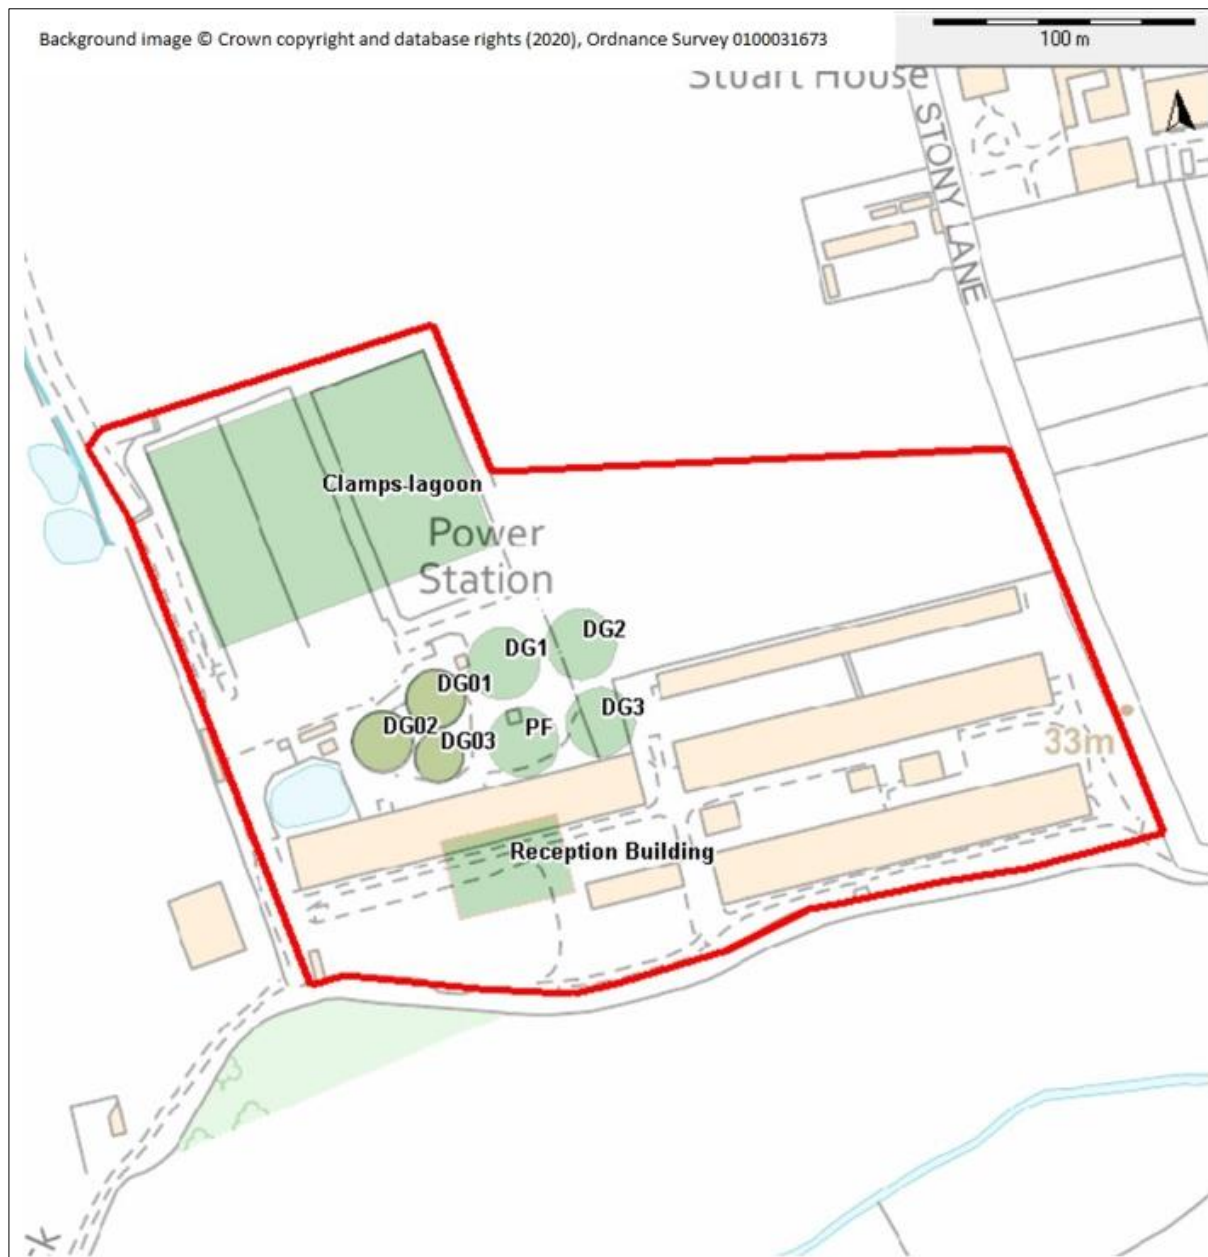 Background image © Crown copyright and database rights (2020), Ordnance Survey 0100031673
100 m
Stuart House
STONY LANE
Clamps-lagoon
Power
Station
DG1
DG2
DG01
DG3
DG02
PF
DG03
33m
Reception Building
k